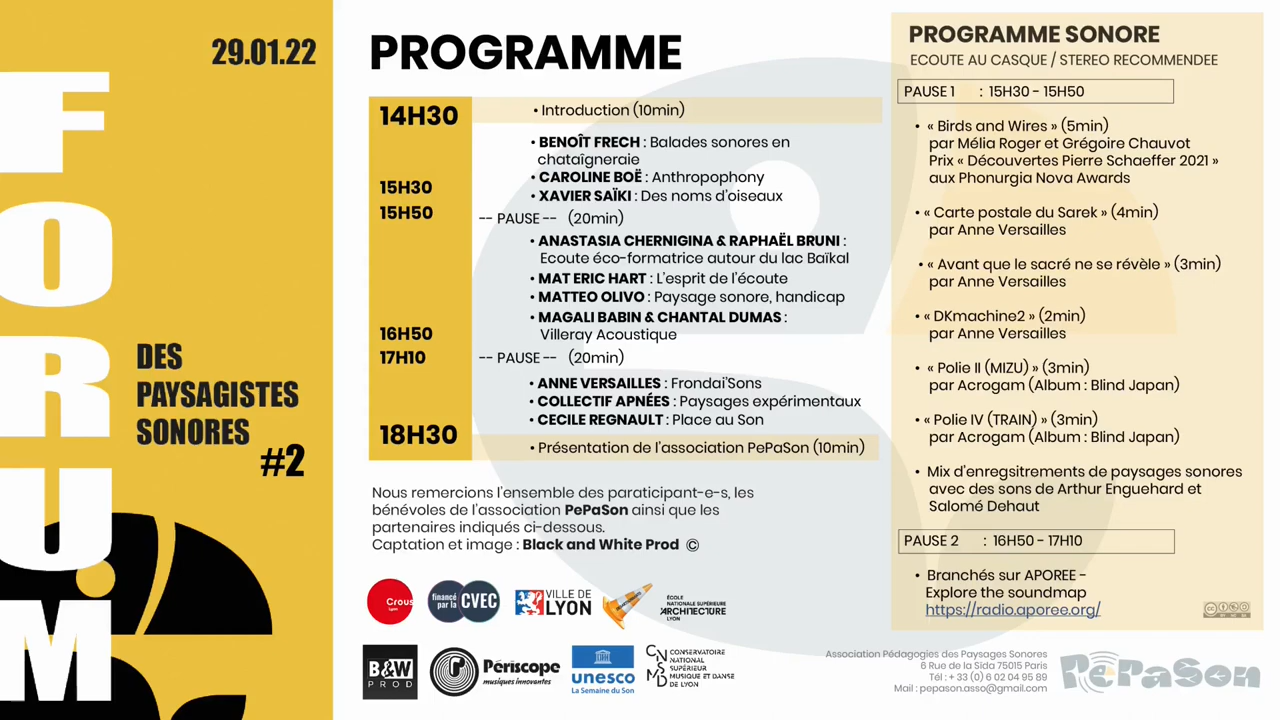 FORUM
29.01.22
DES
PAYSAGISTES
SONORES
#2
PROGRAMME
14H30
• Introduction (10min)
• BENOÎT FRECH : Balades sonores en
chataîgneraie
• CAROLINE BOË : Anthropophony
15H30
• XAVIER SAÏKI : Des noms d'oiseaux
15H50
-- PAUSE -- (20min)
• ANASTASIA CHERNIGINA & RAPHAËL BRUNI :
Ecoute éco-formatrice autour du lac Baïkal
• MAT ERIC HART : L'esprit de l'écoute
• MATTEO OLIVO : Paysage sonore, handicap
• MAGALI BABIN & CHANTAL DUMAS :
Villeray Acoustique
16H50
17H10
-- PAUSE -- (20min)
• ANNE VERSAILLES : Frondai'Sons
• COLLECTIF APNÉES : Paysages expérimentaux
• CECILE REGNAULT : Place au Son
18H30
• Présentation de l'association PePaSon (10min)
Nous remercions l'ensemble des paraticipant-e-s, les
bénévoles de l'association PePaSon ainsi que les
partenaires indiqués ci-dessous.
Captation et image : Black and White Prod ©
Crous
Lyon
financé
par la
CVEC
VILLE DE
LYON
ÉCOLE
NATIONALE SUPÉRIEURE
ARCHITECTURE
LYON
B&W
PROD
Périscope
musiques innovantes
unesco
La Semaine du Son
CNSMD
CONSERVATOIRE
NATIONAL
SUPÉRIEUR
MUSIQUE ET DANSE
DE LYON
PROGRAMME SONORE
ECOUTE AU CASQUE / STEREO RECOMMENDEE
PAUSE 1 : 15H30 - 15H50
• « Birds and Wires » (5min)
par Mélia Roger et Grégoire Chauvot
Prix « Découvertes Pierre Schaeffer 2021 »
aux Phonurgia Nova Awards
• « Carte postale du Sarek » (4min)
par Anne Versailles
• « Avant que le sacré ne se révèle » (3min)
par Anne Versailles
• « DKmachine2 » (2min)
par Anne Versailles
• « Polie II (MIZU) » (3min)
par Acrogam (Album : Blind Japan)
• « Polie IV (TRAIN) » (3min)
par Acrogam (Album : Blind Japan)
• Mix d'enregsitrements de paysages sonores
avec des sons de Arthur Enguehard et
Salomé Dehaut
PAUSE 2 : 16H50 - 17H10
• Branchés sur APOREE -
Explore the soundmap
https://radio.aporee.org/
Association Pédagogies des Paysages Sonores
6 Rue de la Sïda 75015 Paris
Tél : + 33 (0) 6 02 04 95 89
Mail : pepason.asso@gmail.com
PePaSon